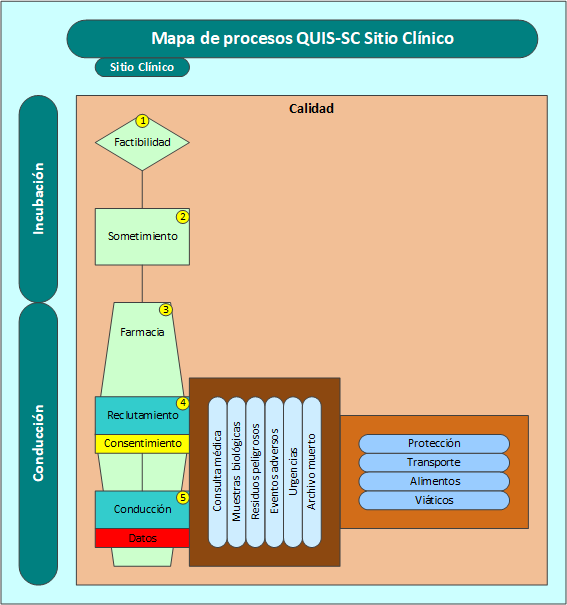 Mapa de procesos QUIS-SC Sitio Clínico
Sitio Clínico
Calidad
Incubación
1
Factibilidad
2
Sometimiento
Conducción
3
Farmacia
4
Reclutamiento
Consentimiento
5
Conducción
Datos
Consulta médica
Muestras biológicas
Residuos peligrosos
Eventos adversos
Urgencias
Archivo muerto
Protección
Transporte
Alimentos
Viáticos